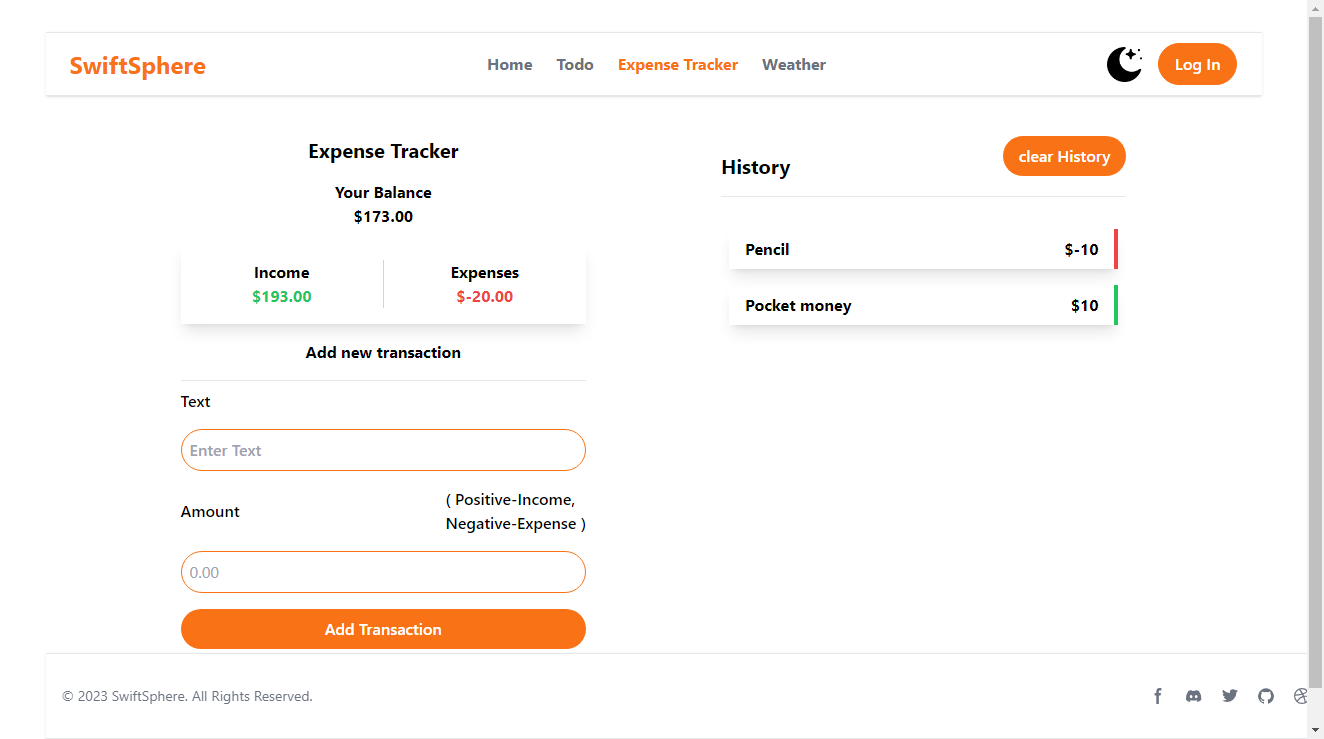 SwiftSphere
Home Todo Expense Tracker Weather
Log In
Expense Tracker
Your Balance
$173.00
Income
$193.00
Expenses
$-20.00
Add new transaction
Text
Enter Text
Amount
( Positive-Income,
Negative-Expense )
0.00
Add Transaction
History
clear History
Pencil $-10
Pocket money $10
© 2023 SwiftSphere. All Rights Reserved.